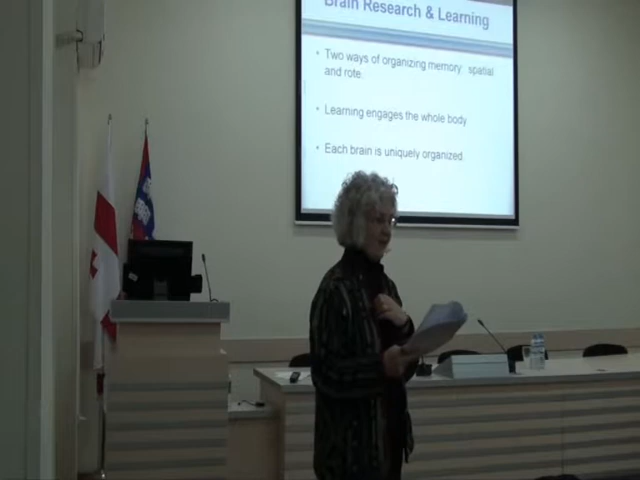 Brain Research & Learning
• Two ways of organizing memory spatial
and rote
• Learning engages the whole body
• Each brain is uniquely organized